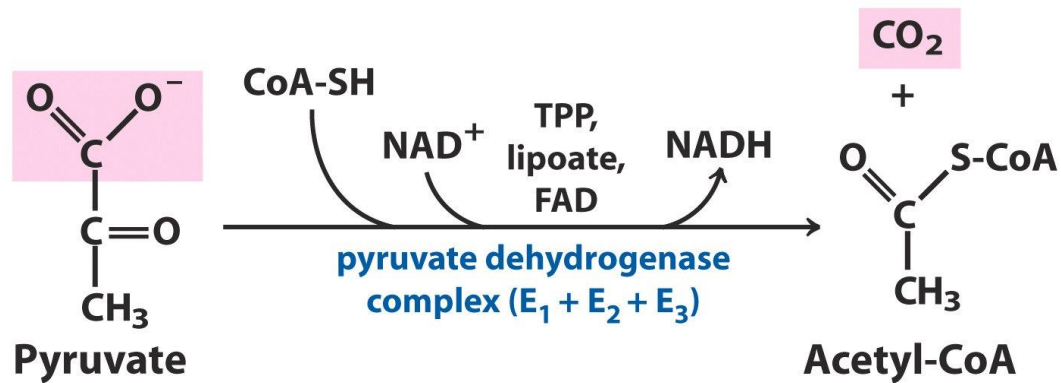 O
O⁻
C
C=O
CH₃
Pyruvate
CoA-SH
NAD⁺
TPP,
lipoate,
FAD
NADH
pyruvate dehydrogenase
complex (E₁ + E₂ + E₃)
CO₂
+
O
S-CoA
C
CH₃
Acetyl-CoA